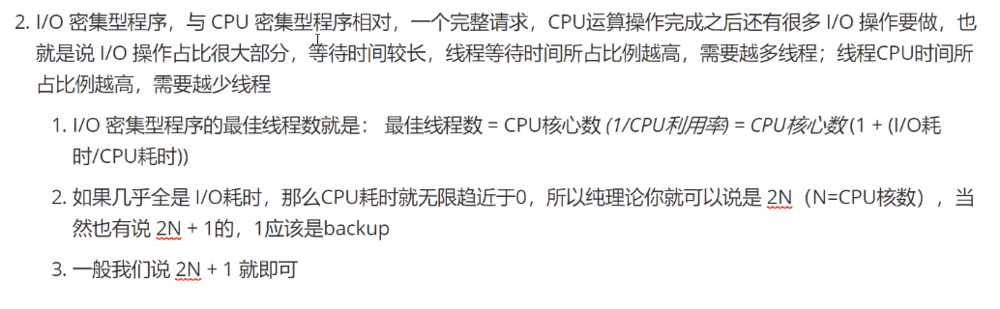 2. I/O 密集型程序，与 CPU 密集型程序相对，一个完整请求，CPU运算操作完成之后还有很多 I/O 操作要做，也
就是说 I/O 操作占比很大部分，等待时间较长，线程等待时间所占比例越高，需要越多线程；线程CPU时间所
占比例越高，需要越少线程
1. I/O 密集型程序的最佳线程数就是： 最佳线程数 = CPU核心数 (1/CPU利用率) = CPU核心数(1 + (I/O耗
时/CPU耗时))
2. 如果几乎全是 I/O耗时，那么CPU耗时就无限趋近于0，所以纯理论你就可以说是 2N（N=CPU核数），当
然也有说 2N + 1的，1应该是backup
3. 一般我们说 2N + 1 就即可